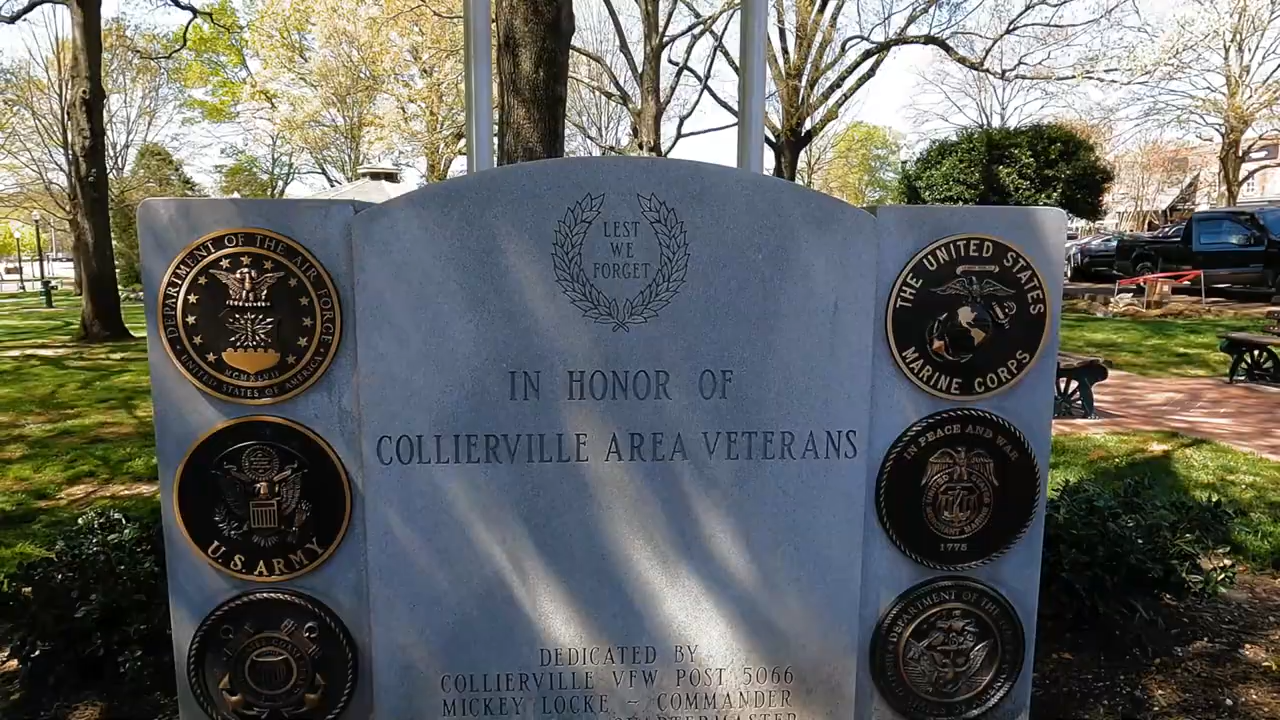 LEST
WE
FORGET
IN HONOR OF
COLLIERVILLE AREA VETERANS
DEDICATED BY
COLLIERVILLE VFW POST 5066
MICKEY LOCKE – COMMANDER
DEPARTMENT OF THE AIR FORCE
MCMXLVII
UNITED STATES OF AMERICA
U.S. ARMY
THE UNITED STATES
MARINE CORPS
IN PEACE AND WAR
1775
DEPARTMENT OF THE